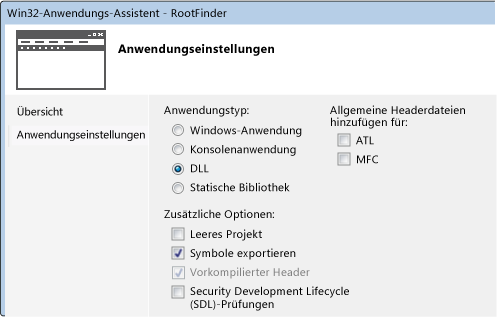 Win32-Anwendungs-Assistent - RootFinder
Anwendungseinstellungen
Übersicht
Anwendungseinstellungen
Anwendungstyp:
Windows-Anwendung
Konsolenanwendung
DLL
Statische Bibliothek
Allgemeine Headerdateien
hinzufügen für:
ATL
MFC
Zusätzliche Optionen:
Leeres Projekt
Symbole exportieren
Vorkompilierter Header
Security Development Lifecycle
(SDL)-Prüfungen